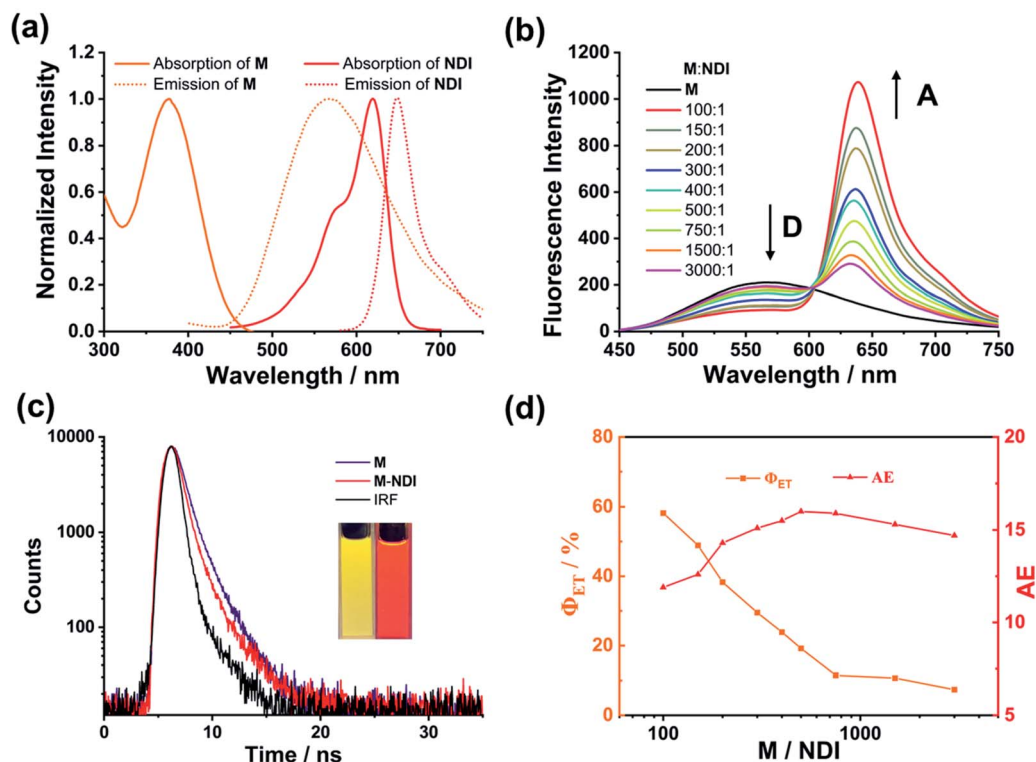 (a)
Absorption of M
Absorption of NDI
Emission of M
Emission of NDI
Normalized Intensity
1.2
1.0
0.8
0.6
0.4
0.2
0.0
300 400 500 600 700
Wavelength / nm
(b)
M:NDI
M
100:1
150:1
200:1
300:1
400:1
500:1
750:1
1500:1
3000:1
A
D
Fluorescence Intensity
1200
1000
800
600
400
200
0
450 500 550 600 650 700 750
Wavelength / nm
(c)
M
M-NDI
IRF
Counts
10000
1000
100
0 10 20 30
Time / ns
(d)
ΦET
AE
ΦET / %
80
60
40
20
0
AE
20
15
10
5
100 1000
M / NDI